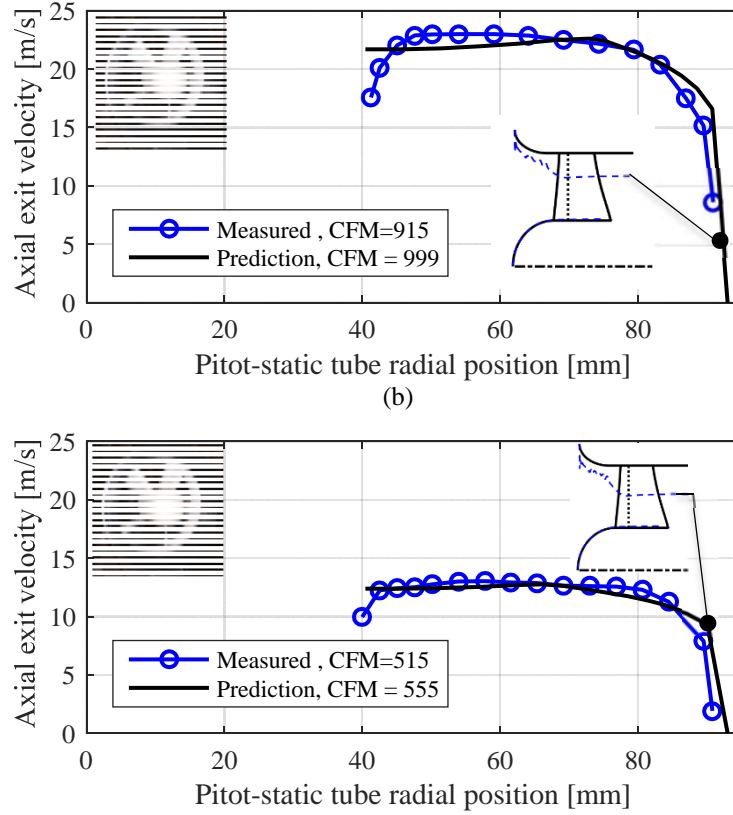 25
20
15
10
5
0
Axial exit velocity [m/s]
Measured , CFM=915
Prediction, CFM = 999
0 20 40 60 80
Pitot-static tube radial position [mm]
(b)
25
20
15
10
5
0
Axial exit velocity [m/s]
Measured , CFM=515
Prediction, CFM = 555
0 20 40 60 80
Pitot-static tube radial position [mm]